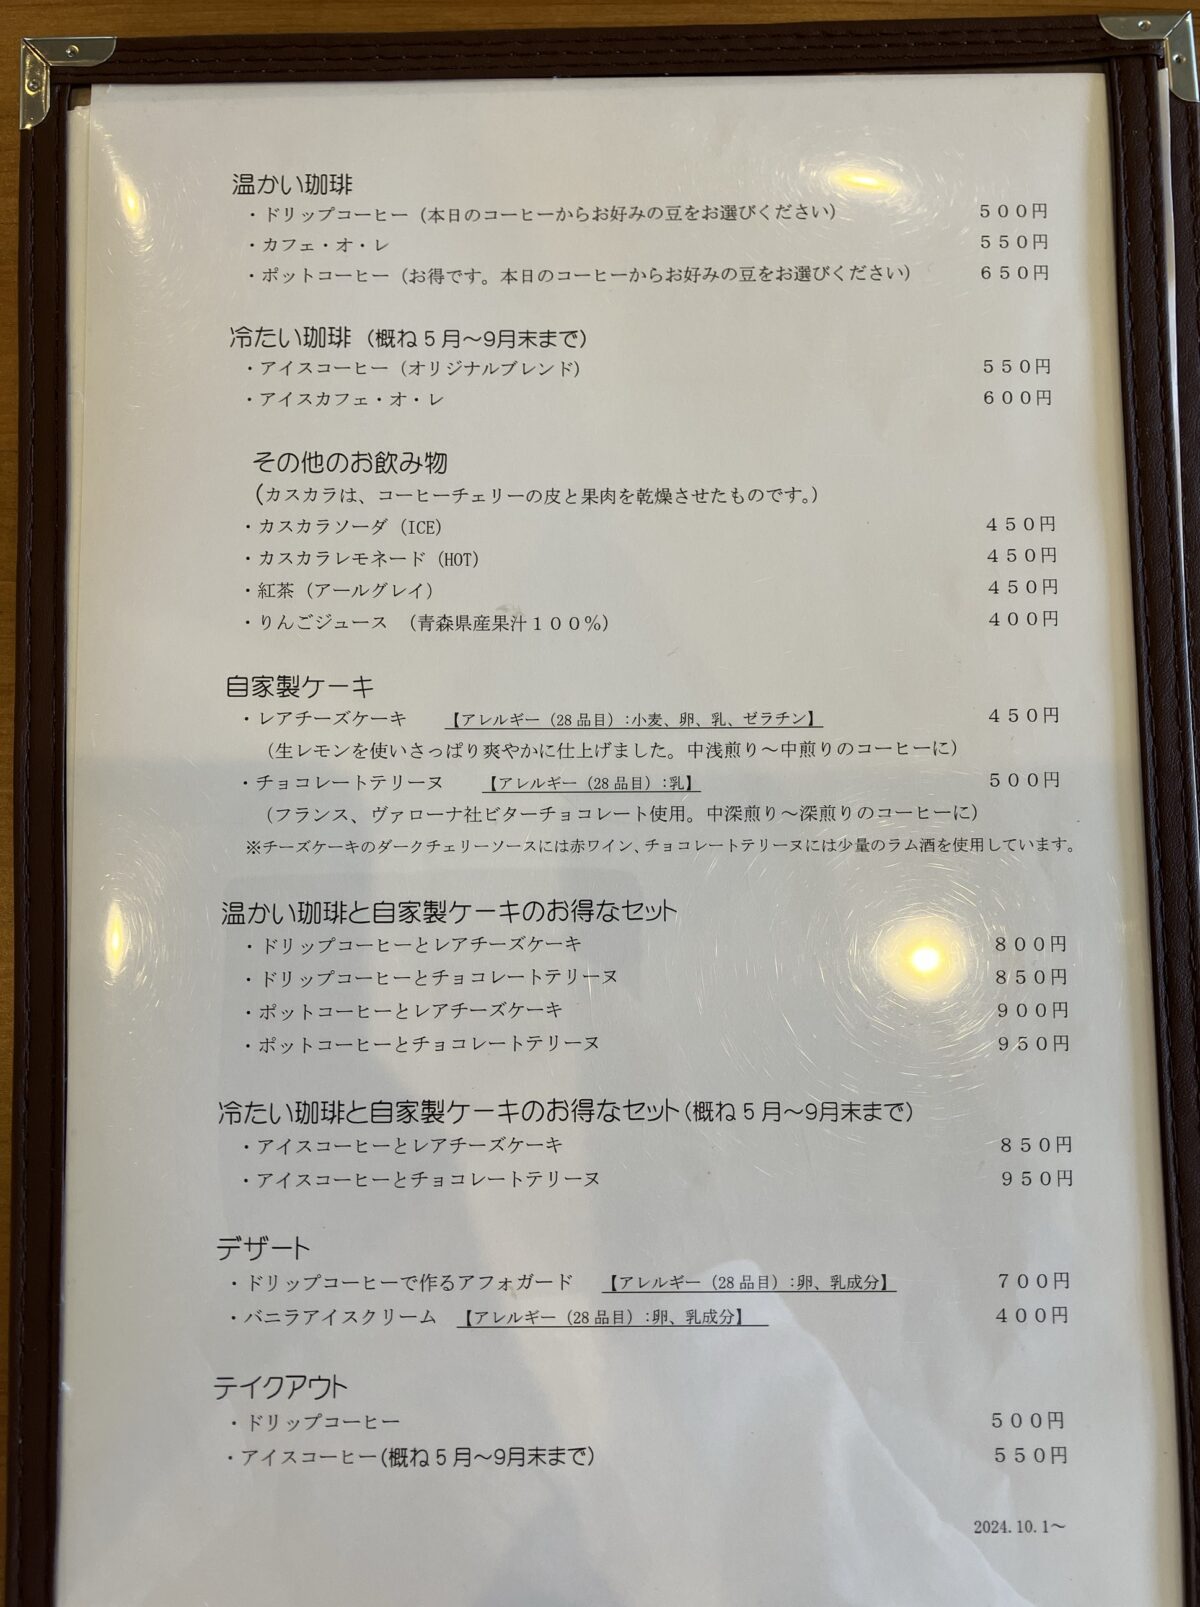 温かい珈琲
・ドリップコーヒー（本日のコーヒーからお好みの豆をお選びください） ５００円
・カフェ・オ・レ ５５０円
・ポットコーヒー（お得です。本日のコーヒーからお好みの豆をお選びください） ６５０円
冷たい珈琲（概ね５月～9月末まで）
・アイスコーヒー（オリジナルブレンド） ５５０円
・アイスカフェ・オ・レ ６００円
その他のお飲み物
（カスカラは、コーヒーチェリーの皮と果肉を乾燥させたものです。）
・カスカラソーダ（ICE） ４５０円
・カスカラレモネード（HOT） ４５０円
・紅茶（アールグレイ） ４５０円
・りんごジュース （青森県産果汁１００％） ４００円
自家製ケーキ
・レアチーズケーキ 【アレルギー（28品目）:小麦、卵、乳、ゼラチン】 ４５０円
（生レモンを使いさっぱり爽やかに仕上げました。中浅煎り～中煎りのコーヒーに）
・チョコレートテリーヌ 【アレルギー（28品目）:乳】 ５００円
（フランス、ヴァローナ社ビターチョコレート使用。中深煎り～深煎りのコーヒーに）
※チーズケーキのダークチェリーソースには赤ワイン、チョコレートテリーヌには少量のラム酒を使用しています。
温かい珈琲と自家製ケーキのお得なセット
・ドリップコーヒーとレアチーズケーキ ８００円
・ドリップコーヒーとチョコレートテリーヌ ８５０円
・ポットコーヒーとレアチーズケーキ ９００円
・ポットコーヒーとチョコレートテリーヌ ９５０円
冷たい珈琲と自家製ケーキのお得なセット（概ね５月～9月末まで）
・アイスコーヒーとレアチーズケーキ ８５０円
・アイスコーヒーとチョコレートテリーヌ ９５０円
デザート
・ドリップコーヒーで作るアフォガード 【アレルギー（28品目）:卵、乳成分】 ７００円
・バニラアイスクリーム 【アレルギー（28品目）:卵、乳成分】 ４００円
テイクアウト
・ドリップコーヒー ５００円
・アイスコーヒー（概ね５月～9月末まで） ５５０円
2024.10.1～